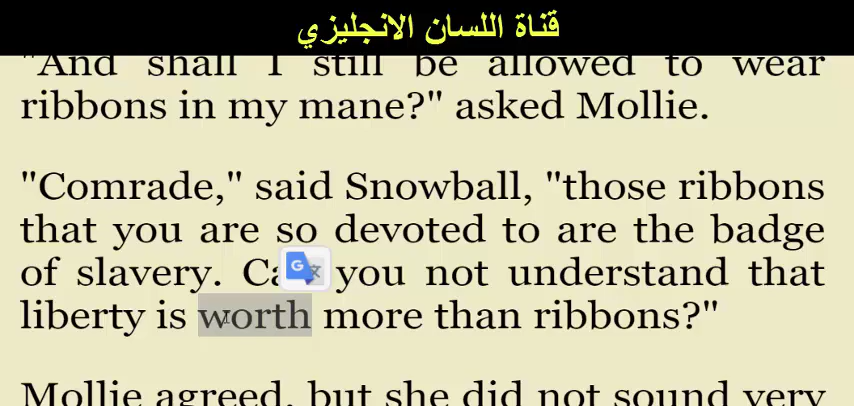 قناة اللسان الانجليزي
"And shall I still be allowed to wear
ribbons in my mane?" asked Mollie.
"Comrade," said Snowball, "those ribbons
that you are so devoted to are the badge
of slavery. Can you not understand that
liberty is worth more than ribbons?"
Mollie agreed, but she did not sound very